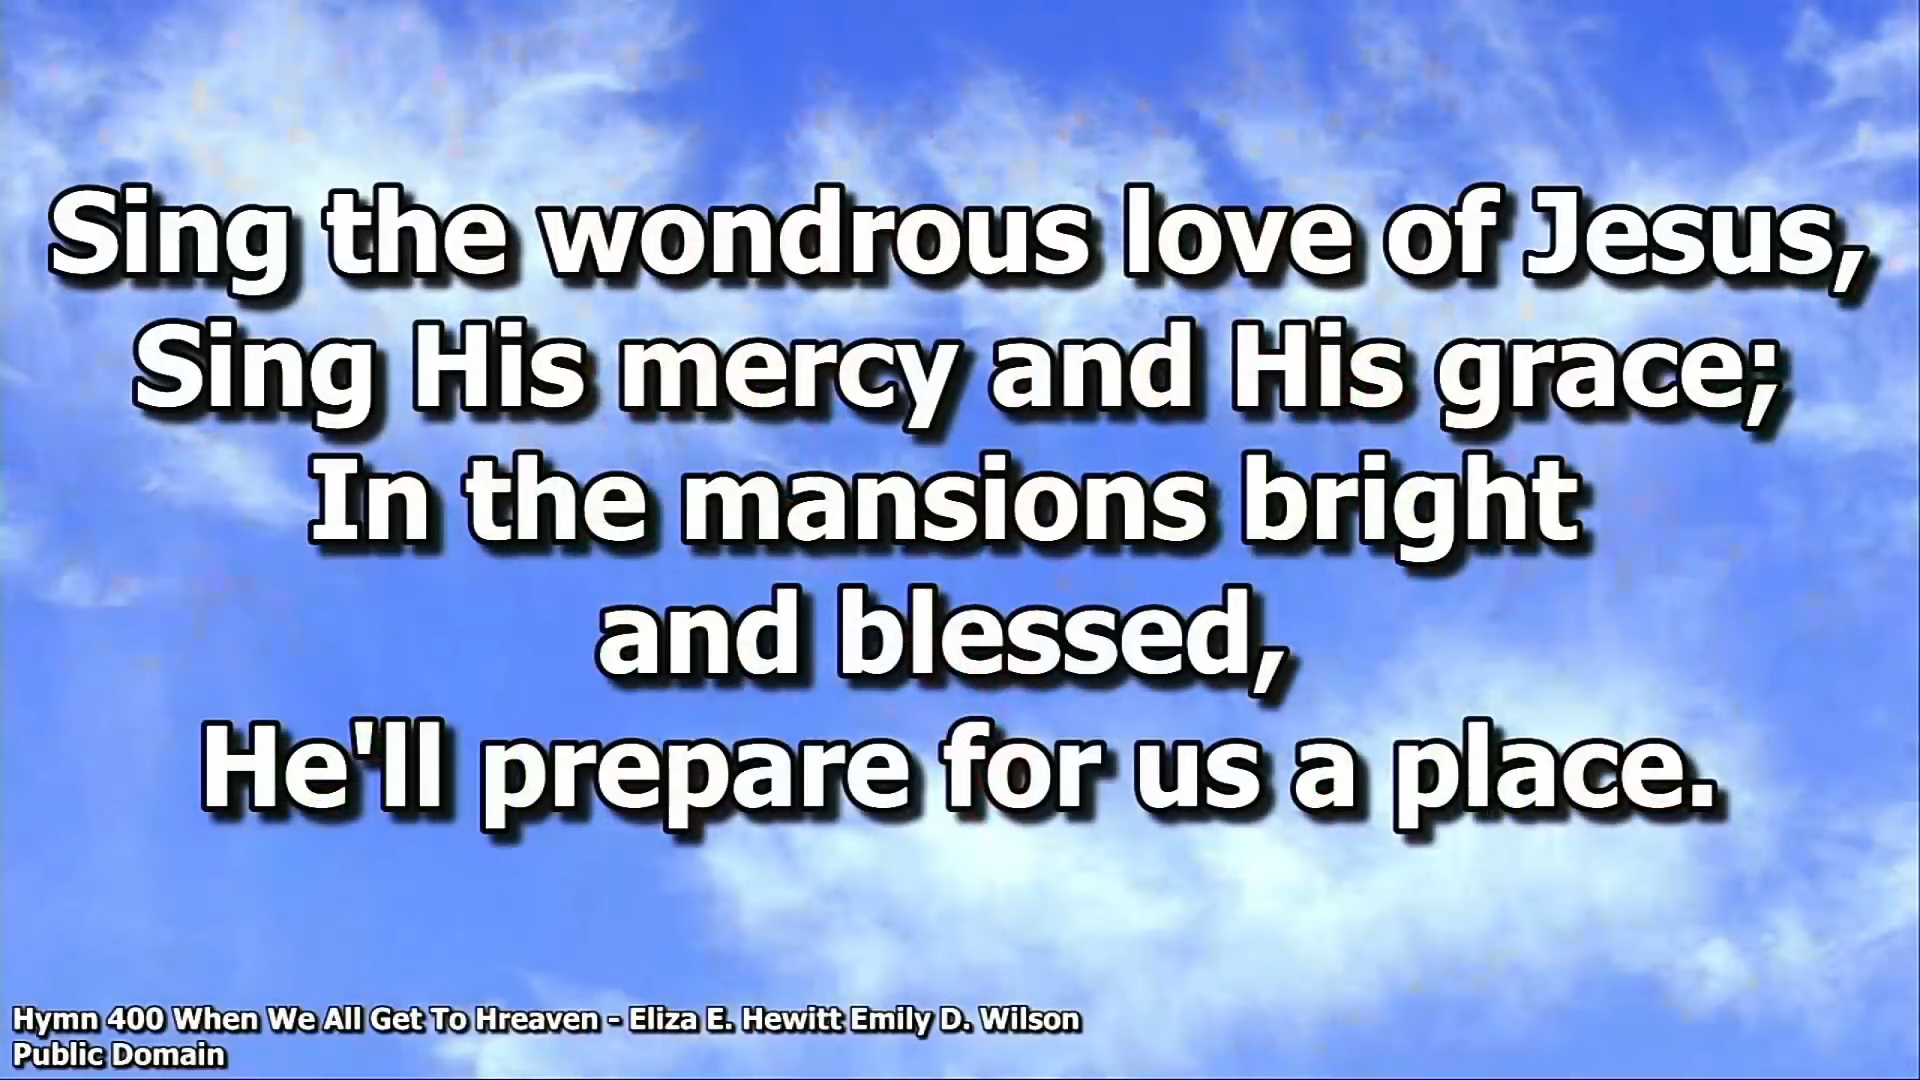 Sing the wondrous love of Jesus,
Sing His mercy and His grace;
In the mansions bright
and blessed,
He'll prepare for us a place.
Hymn 400 When We All Get To Hreaven - Eliza E. Hewitt Emily D. Wilson
Public Domain